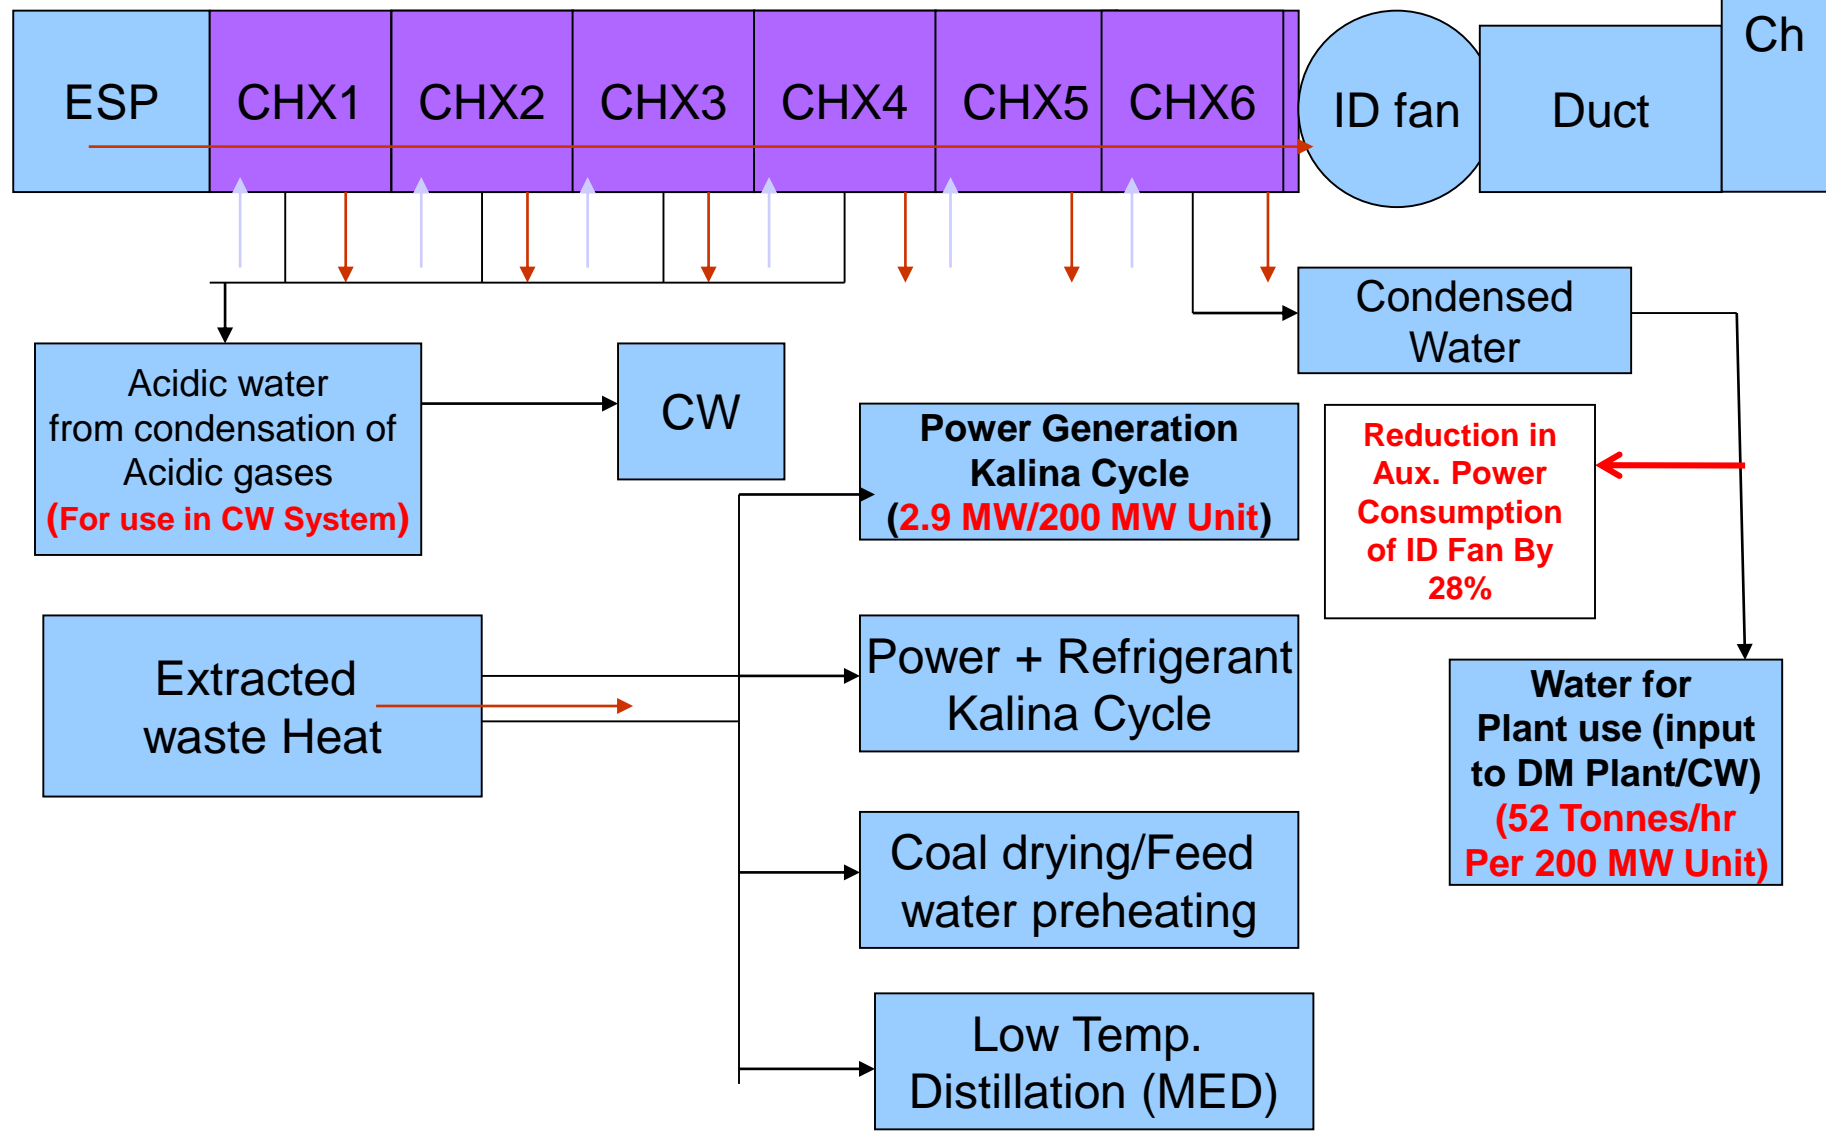 ESP
CHX1
CHX2
CHX3
CHX4
CHX5
CHX6
ID fan
Duct
Ch
Condensed
Water
Acidic water
from condensation of
Acidic gases
(For use in CW System)
CW
Power Generation
Kalina Cycle
(2.9 MW/200 MW Unit)
Reduction in
Aux. Power
Consumption
of ID Fan By
28%
Extracted
waste Heat
Power + Refrigerant
Kalina Cycle
Water for
Plant use (input
to DM Plant/CW)
(52 Tonnes/hr
Per 200 MW Unit)
Coal drying/Feed
water preheating
Low Temp.
Distillation (MED)